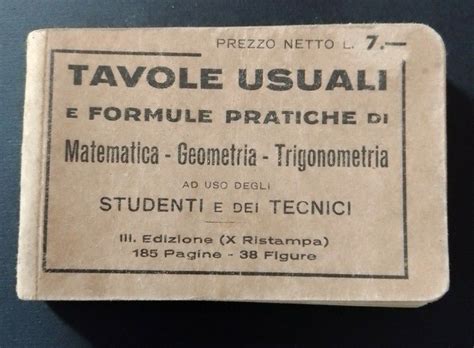 PREZZO NETTO L. 7.—
TAVOLE USUALI
E FORMULE PRATICHE DI
Matematica - Geometria - Trigonometria
AD USO DEGLI
STUDENTI E DEI TECNICI
III. Edizione (X Ristampa)
185 Pagine - 38 Figure